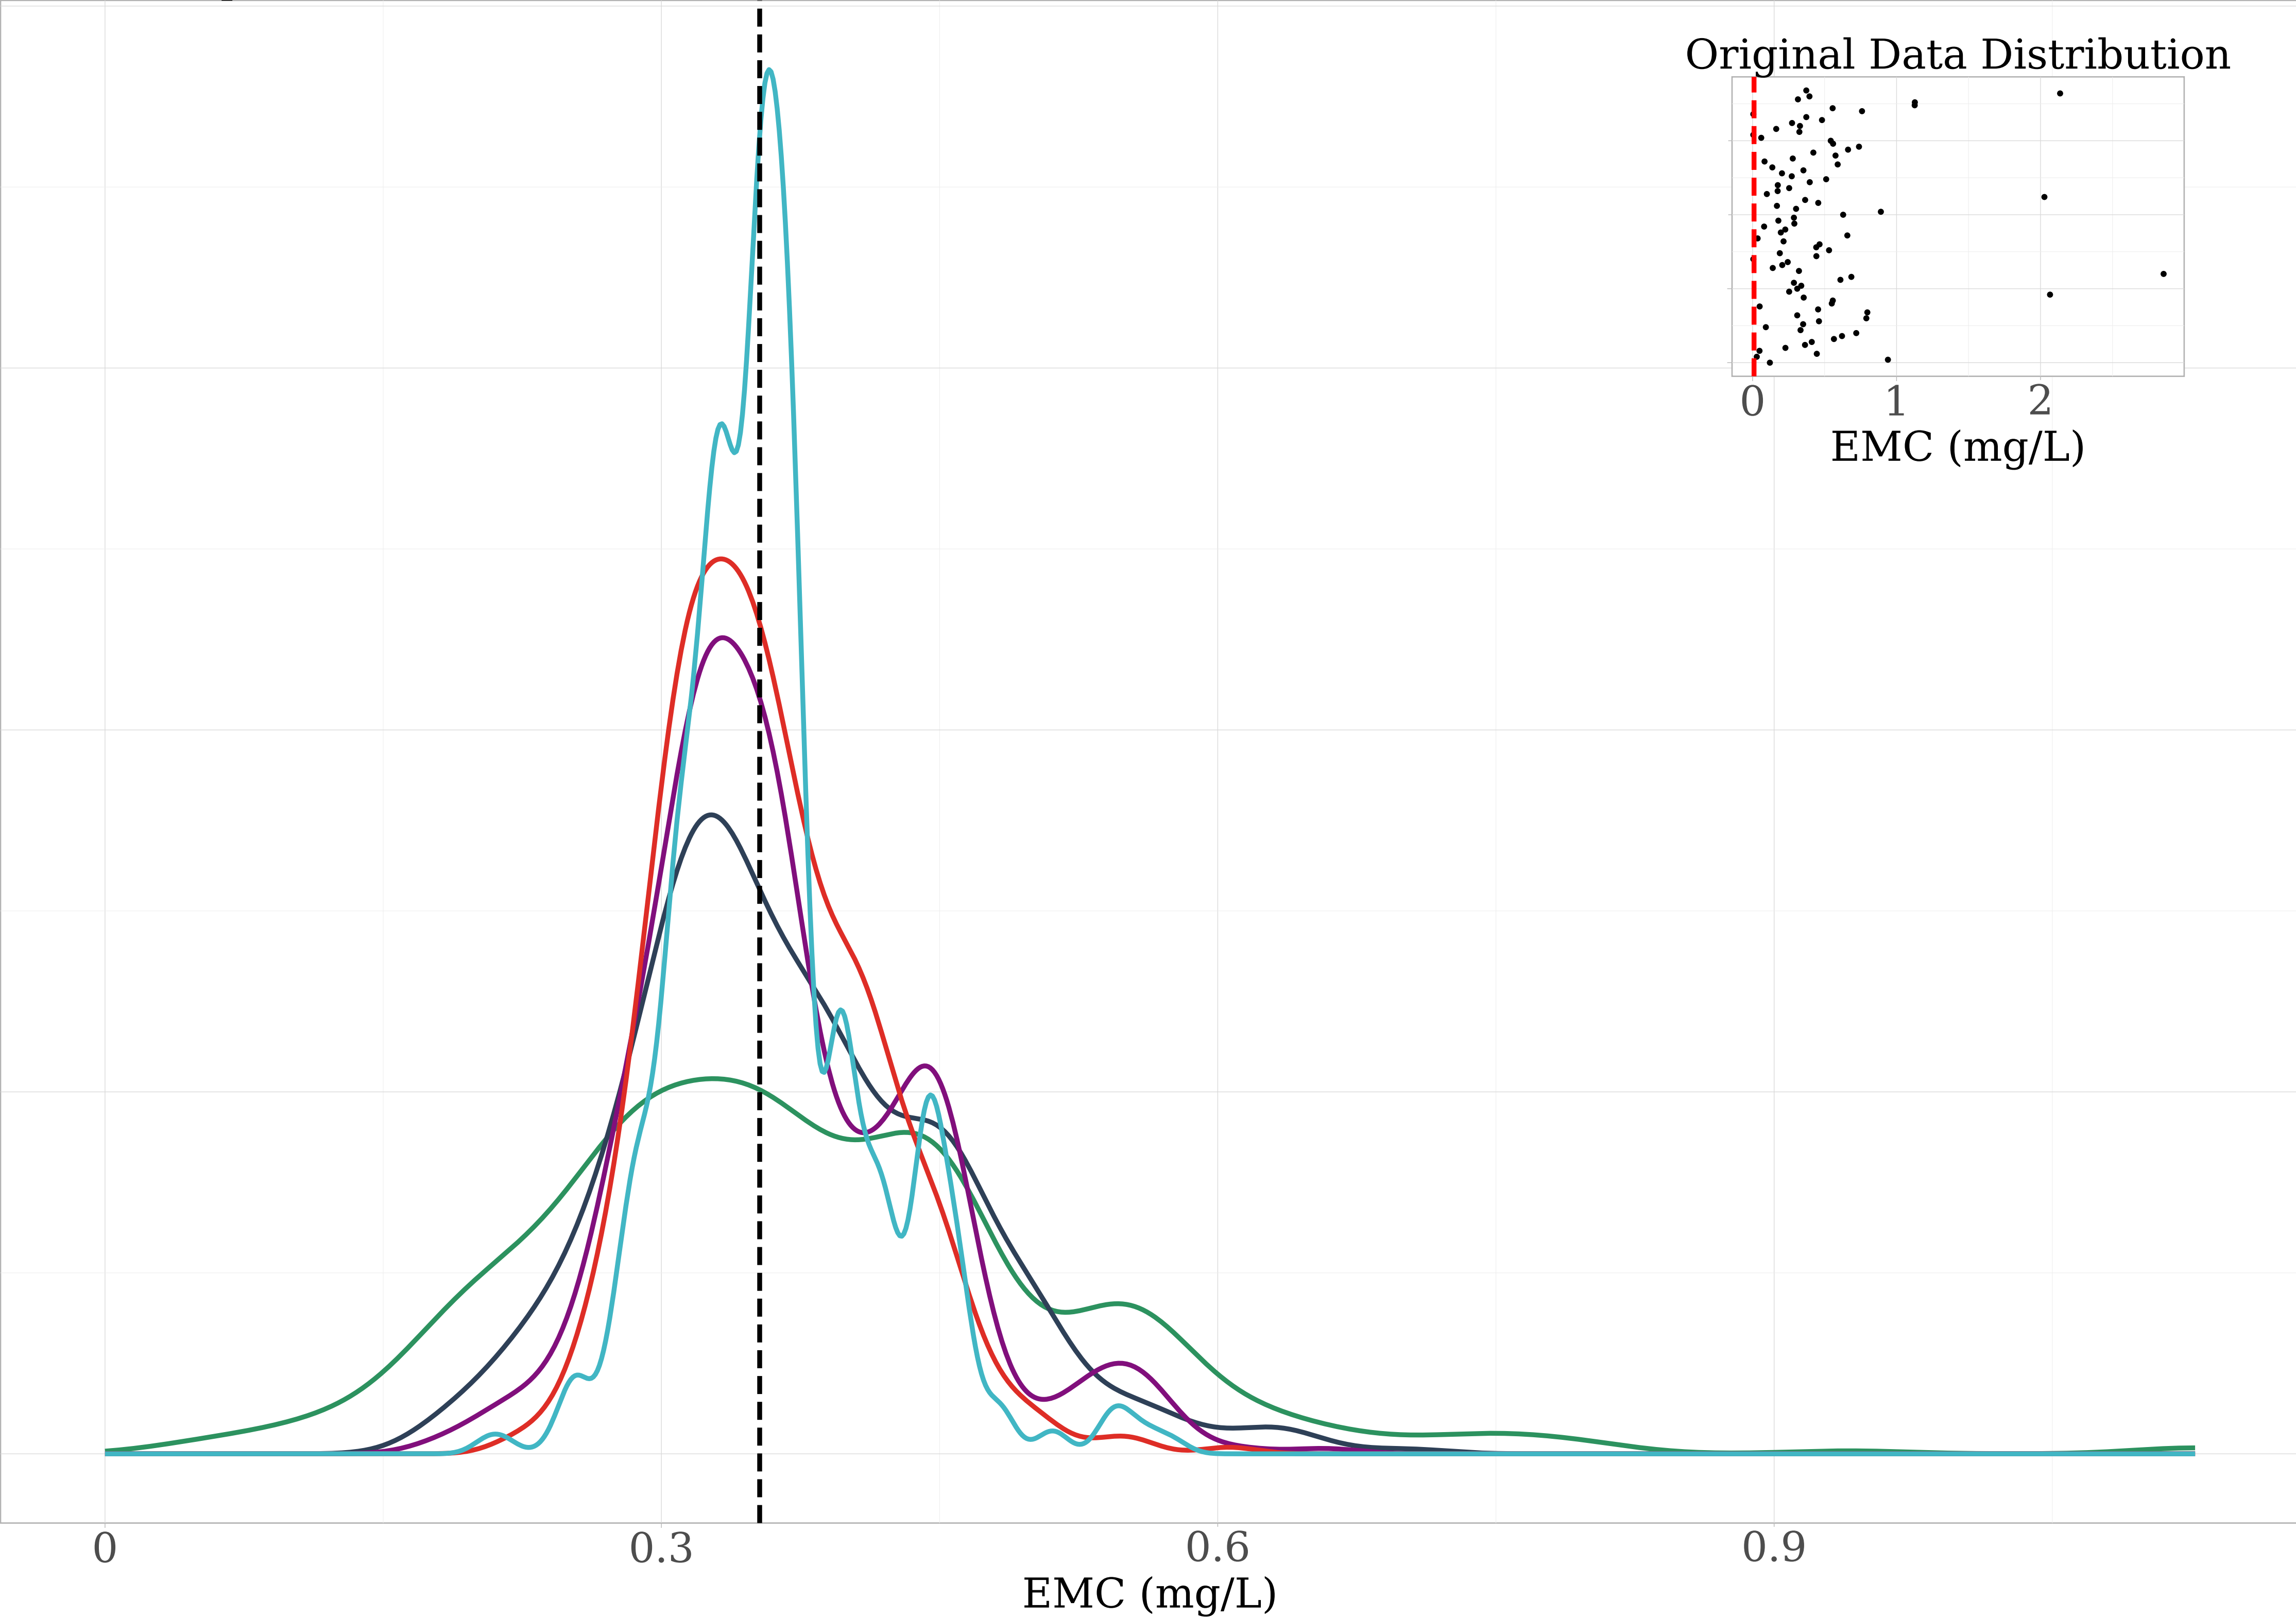 Original Data Distribution
0 1 2
EMC (mg/L)
0 0.3 0.6 0.9
EMC (mg/L)